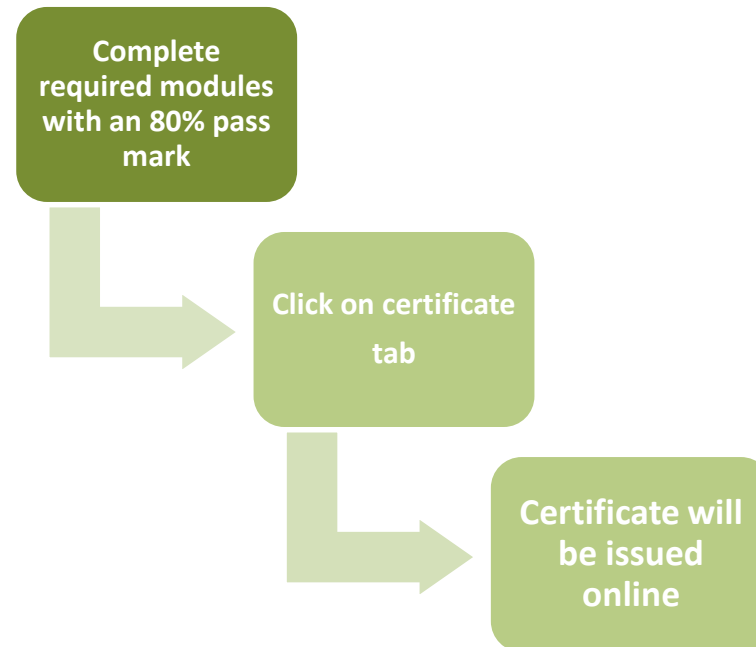 Complete
required modules
with an 80% pass
mark
Click on certificate
tab
Certificate will
be issued
online